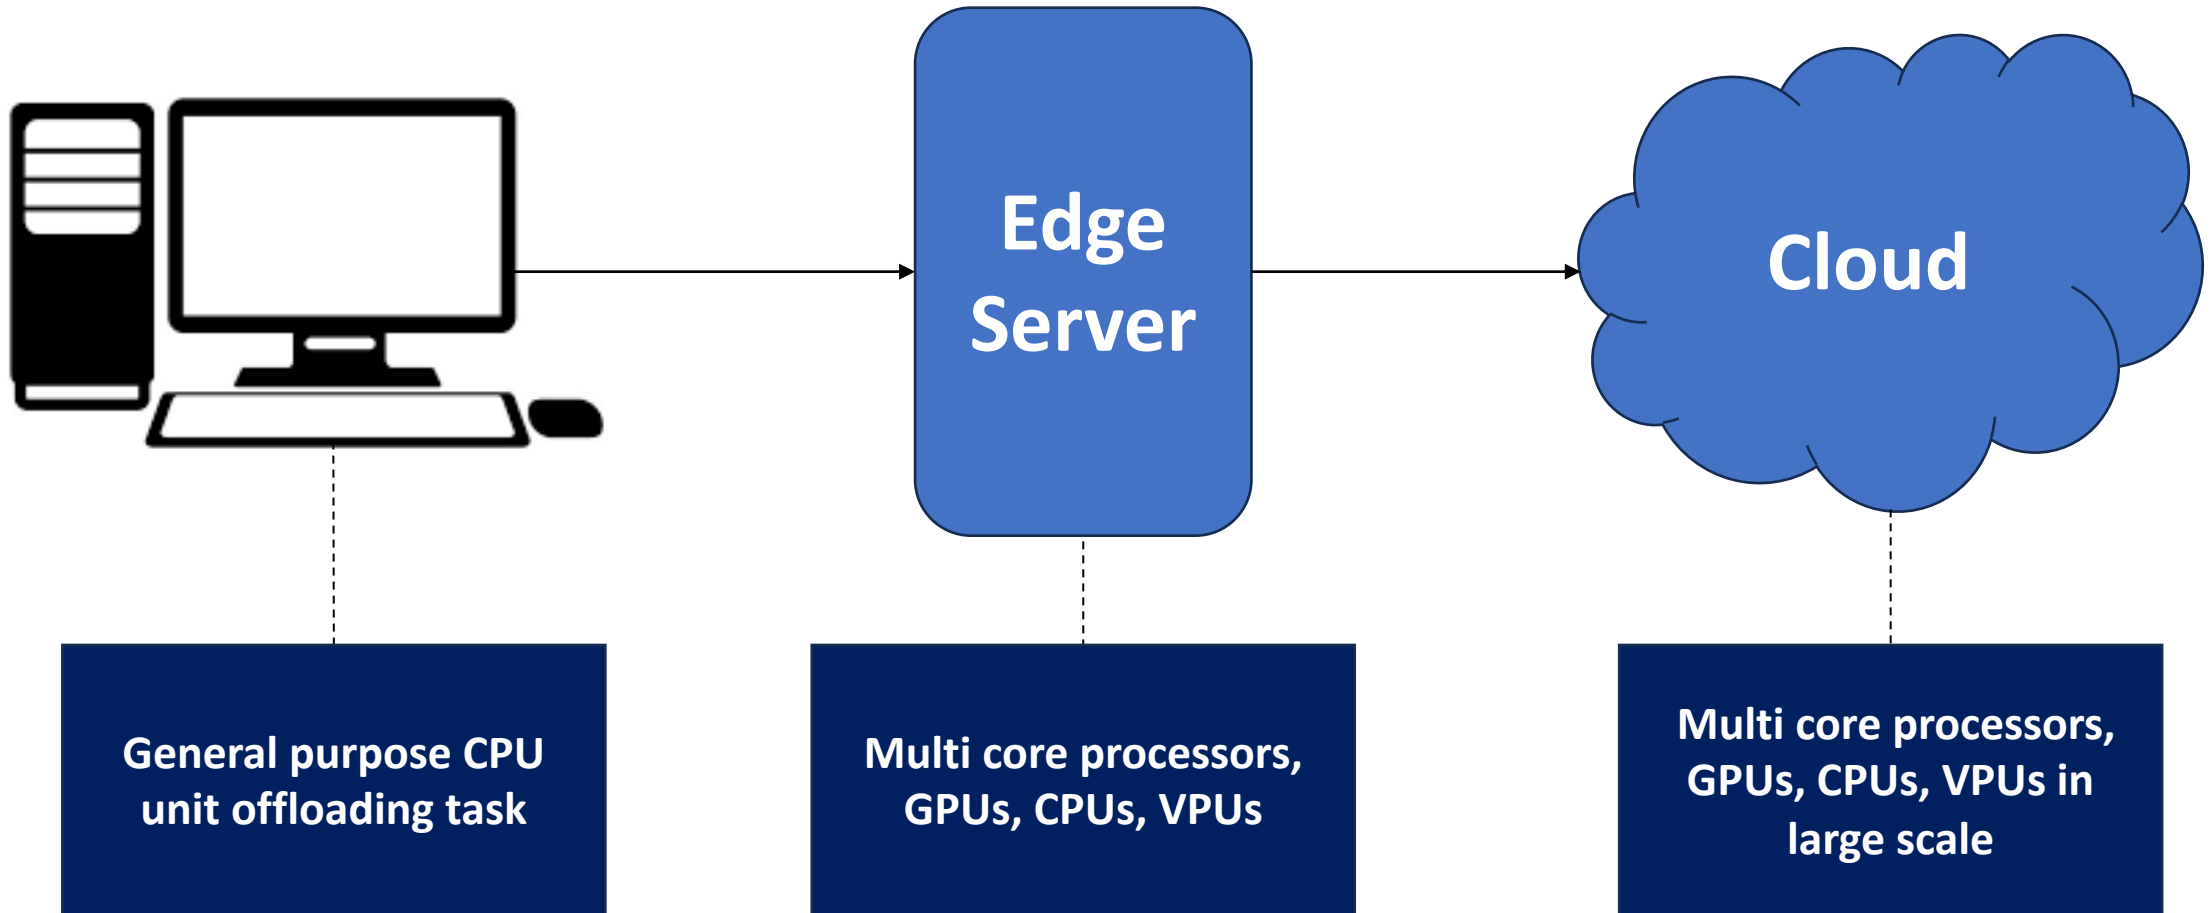 Edge
Server
Cloud
General purpose CPU
unit offloading task
Multi core processors,
GPUs, CPUs, VPUs
Multi core processors,
GPUs, CPUs, VPUs in
large scale